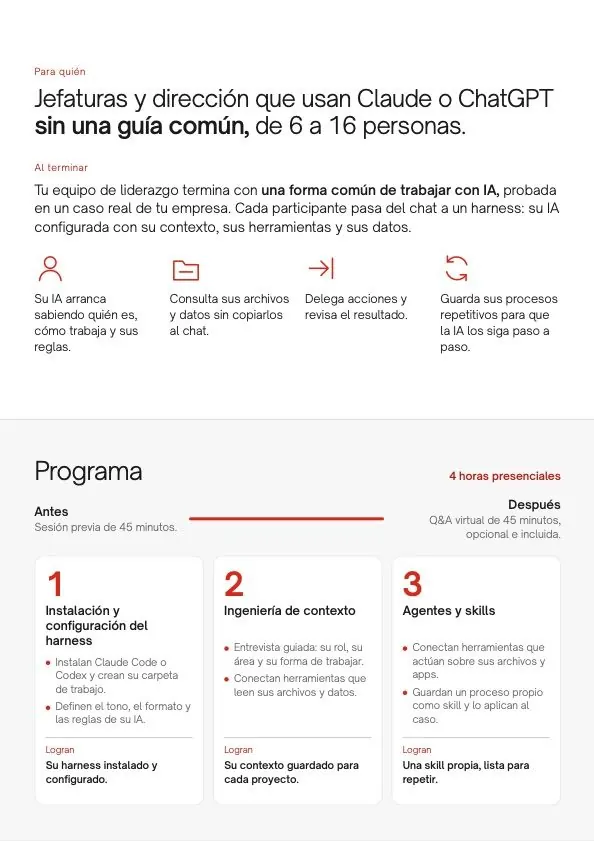 Para quién
Jefaturas y dirección que usan Claude o ChatGPT
sin una guía común, de 6 a 16 personas.
Al terminar
Tu equipo de liderazgo termina con una forma común de trabajar con IA, probada
en un caso real de tu empresa. Cada participante pasa del chat a un harness: su IA
configurada con su contexto, sus herramientas y sus datos.
Su IA arranca
sabiendo quién es,
cómo trabaja y sus
reglas.
Consulta sus archivos
y datos sin copiarlos
al chat.
Delega acciones y
revisa el resultado.
Guarda sus procesos
repetitivos para que
la IA los siga paso a
paso.
Programa
4 horas presenciales
Antes
Sesión previa de 45 minutos.
Después
Q&A virtual de 45 minutos,
opcional e incluida.
1
Instalación y
configuración del
harness
• Instalan Claude Code o
Codex y crean su carpeta
de trabajo.
• Definen el tono, el formato y
las reglas de su IA.
Logran
Su harness instalado y
configurado.
2
Ingeniería de contexto
• Entrevista guiada: su rol, su
área y su forma de trabajar.
• Conectan herramientas que
leen sus archivos y datos.
Logran
Su contexto guardado para
cada proyecto.
3
Agentes y skills
• Conectan herramientas que
actúan sobre sus archivos y
apps.
• Guardan un proceso propio
como skill y lo aplican al
caso.
Logran
Una skill propia, lista para
repetir.